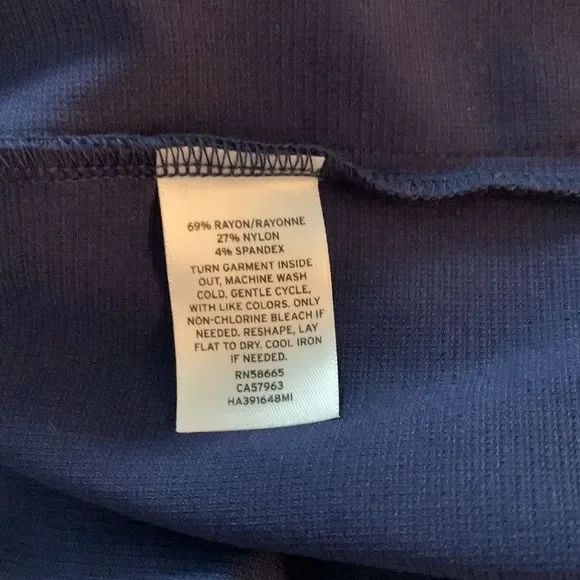 69% RAYON/RAYONNE
27% NYLON
4% SPANDEX
TURN GARMENT INSIDE
OUT, MACHINE WASH
COLD, GENTLE CYCLE,
WITH LIKE COLORS. ONLY
NON-CHLORINE BLEACH IF
NEEDED. RESHAPE, LAY
FLAT TO DRY. COOL IRON
IF NEEDED.
RN58665
CA57963
HA391648MI